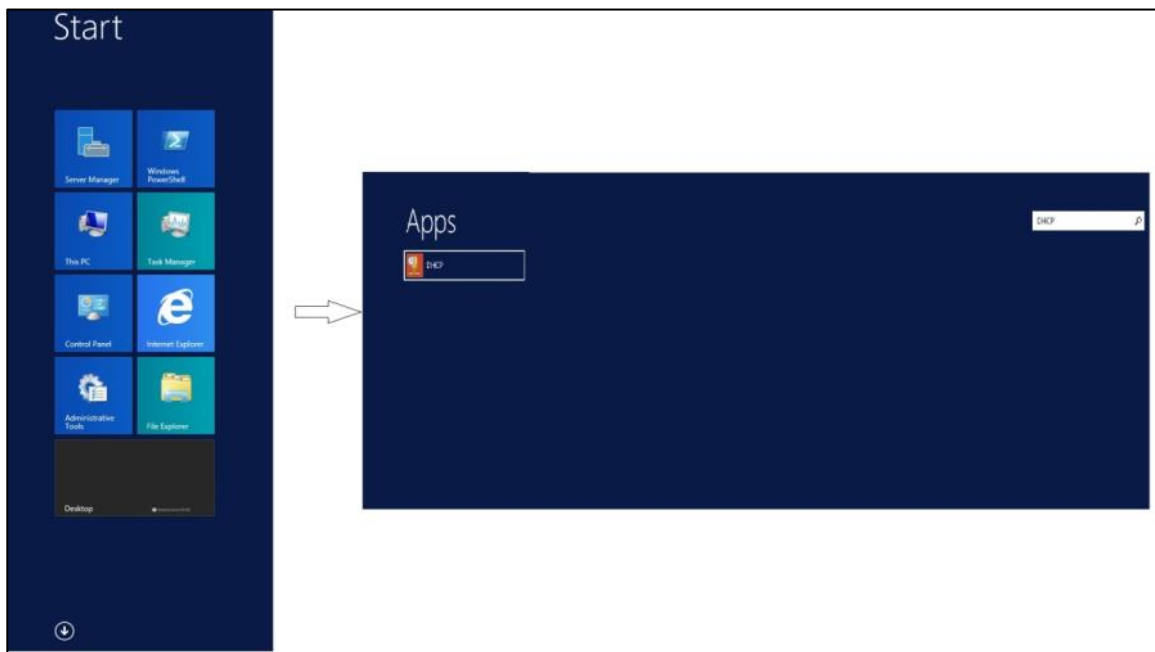 Start
Server Manager
Windows
PowerShell
This PC
Task Manager
Control Panel
Internet Explorer
Administrative
Tools
File Explorer
Desktop
Apps
DHCP
DHCP